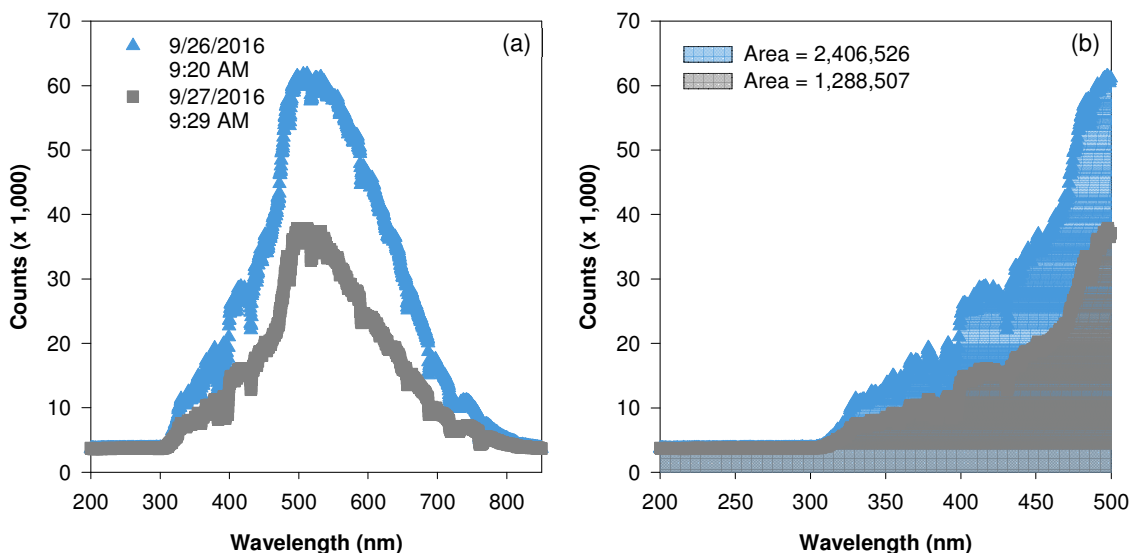 (a)
9/26/2016
9:20 AM
9/27/2016
9:29 AM
70
60
50
40
30
20
10
0
Counts (x 1,000)
200 300 400 500 600 700 800
Wavelength (nm)
(b)
Area = 2,406,526
Area = 1,288,507
70
60
50
40
30
20
10
0
Counts (x 1,000)
200 250 300 350 400 450 500
Wavelength (nm)